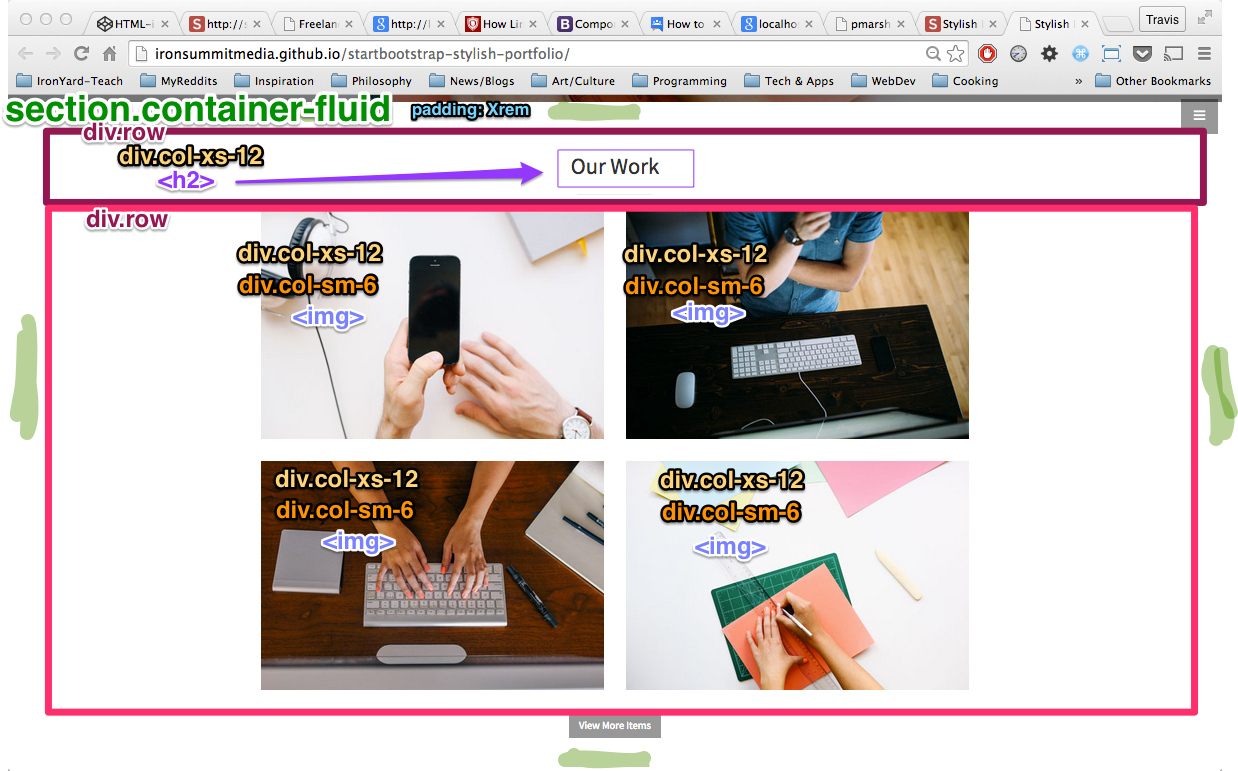 HTML-
http://
Freelan
http://
How Li
Compo
How to
localho
pmarsh
Stylish
Stylish
Travis
ironsummitmedia.github.io/startbootstrap-stylish-portfolio/
IronYard-Teach
MyReddits
Inspiration
Philosophy
News/Blogs
Art/Culture
Programming
Tech & Apps
WebDev
Cooking
»
Other Bookmarks
section.container-fluid
padding: Xrem
div.row
div.col-xs-12
<h2>
Our Work
div.row
div.col-xs-12
div.col-sm-6
<img>
div.col-xs-12
div.col-sm-6
<img>
div.col-xs-12
div.col-sm-6
<img>
div.col-xs-12
div.col-sm-6
<img>
View More Items